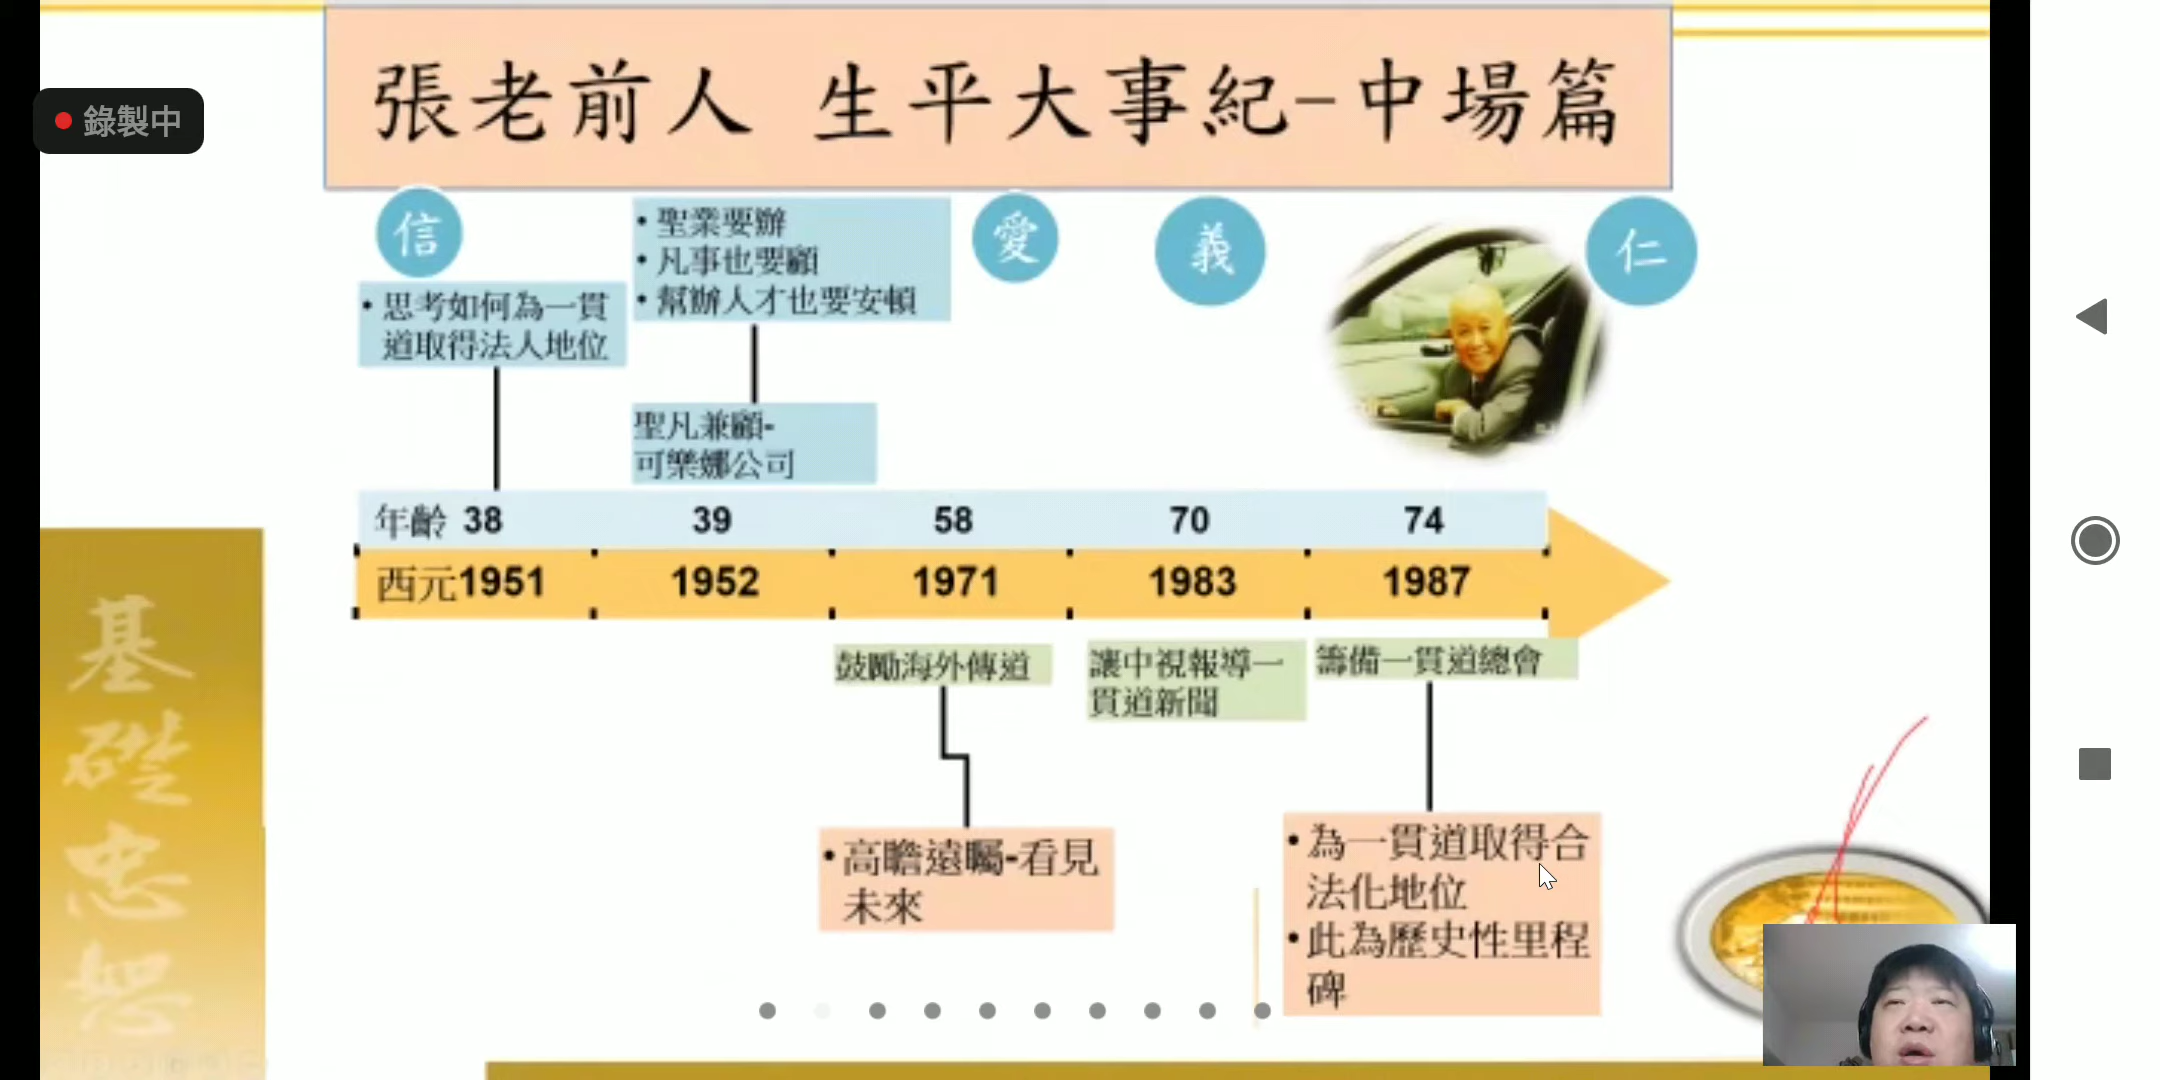 張老前人 生平大事紀-中場篇
錄製中
信
• 聖業要辦
• 凡事也要顧
• 幫辦人才也要安頓
愛
義
仁
• 思考如何為一貫
道取得法人地位
聖凡兼顧-
可樂娜公司
年齡 38 39 58 70 74
西元1951 1952 1971 1983 1987
鼓勵海外傳道
讓中視報導一
貫道新聞
籌備一貫道總會
• 高瞻遠矚-看見
未來
• 為一貫道取得合
法化地位
• 此為歷史性里程
碑
基
礎
忠
恕